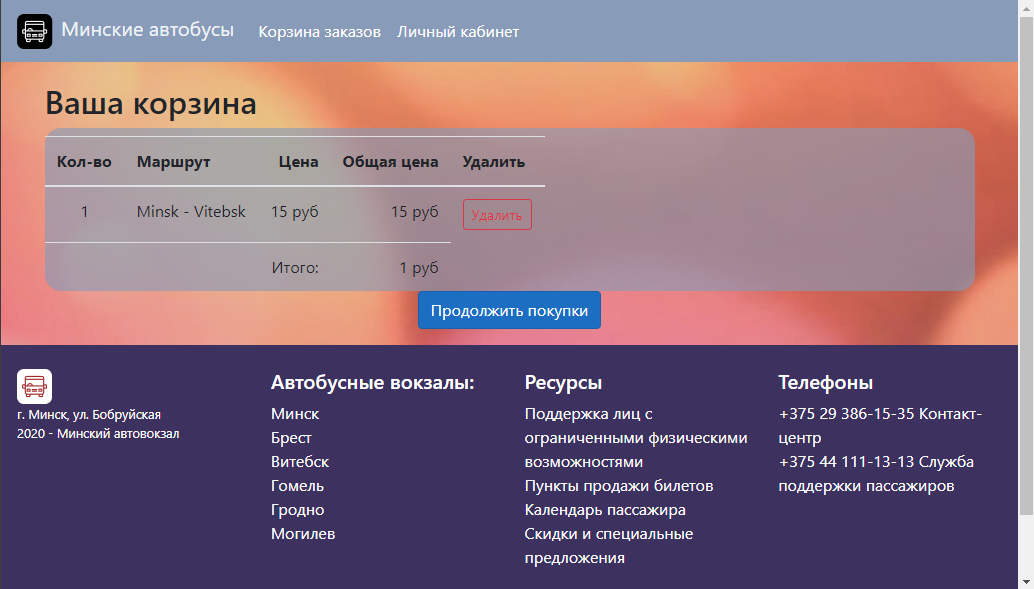 Минские автобусы Корзина заказов Личный кабинет
Ваша корзина
Кол-во Маршрут Цена Общая цена Удалить
1 Minsk - Vitebsk 15 руб 15 руб Удалить
Итого: 1 руб
Продолжить покупки
г. Минск, ул. Бобруйская
2020 - Минский автовокзал
Автобусные вокзалы:
Минск
Брест
Витебск
Гомель
Гродно
Могилев
Ресурсы
Поддержка лиц с
ограниченными физическими
возможностями
Пункты продажи билетов
Календарь пассажира
Скидки и специальные
предложения
Телефоны
+375 29 386-15-35 Контакт-
центр
+375 44 111-13-13 Служба
поддержки пассажиров